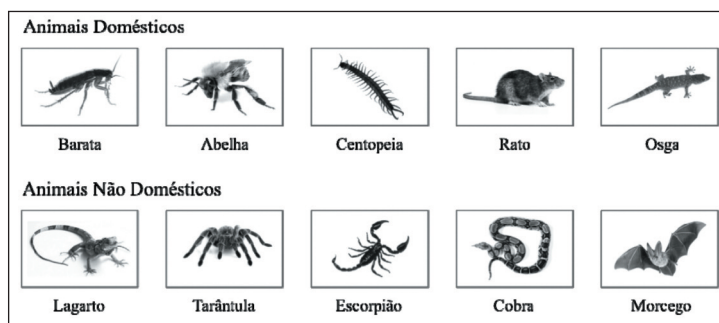 Animais Domésticos
Barata Abelha Centopeia Rato Osga
Animais Não Domésticos
Lagarto Tarântula Escorpião Cobra Morcego